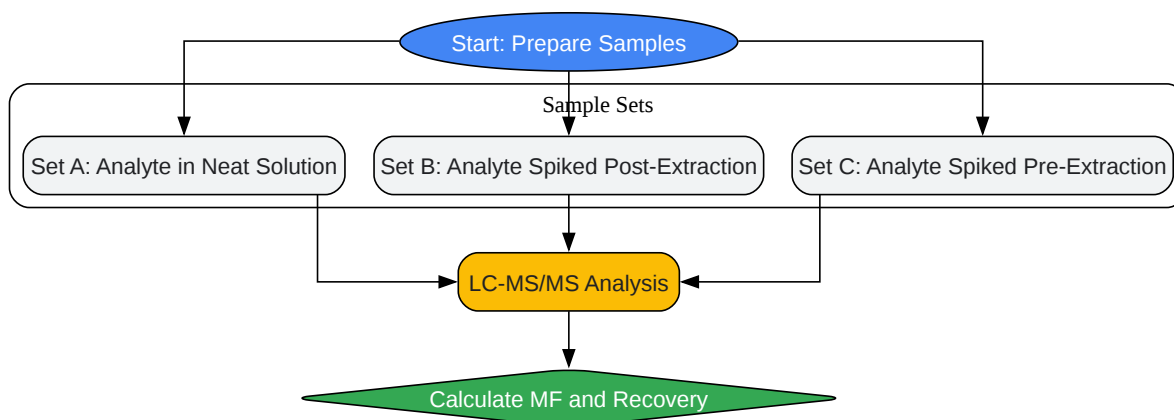 Start: Prepare Samples
Sample Sets
Set A: Analyte in Neat Solution
Set B: Analyte Spiked Post-Extraction
Set C: Analyte Spiked Pre-Extraction
LC-MS/MS Analysis
Calculate MF and Recovery